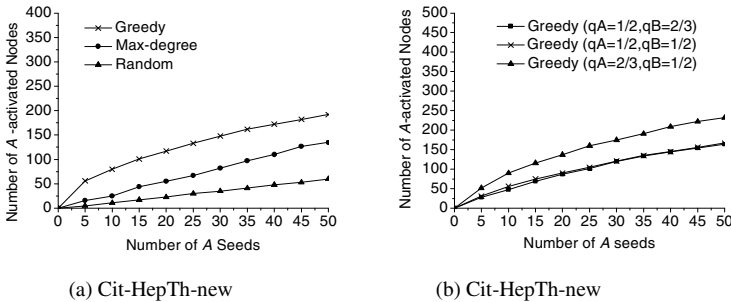 Number of A -activated Nodes
400
350
300
250
200
150
100
50
0
Greedy
Max-degree
Random
0 5 10 15 20 25 30 35 40 45 50
Number of A Seeds
(a) Cit-HepTh-new
Number of A-activated Nodes
500
450
400
350
300
250
200
150
100
50
0
Greedy (qA=1/2,qB=2/3)
Greedy (qA=1/2,qB=1/2)
Greedy (qA=2/3,qB=1/2)
0 5 10 15 20 25 30 35 40 45 50
Number of A seeds
(b) Cit-HepTh-new